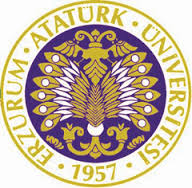 ERZURUM · ATATÜRK · ÜNİVERSİTESİ
· 1957 ·